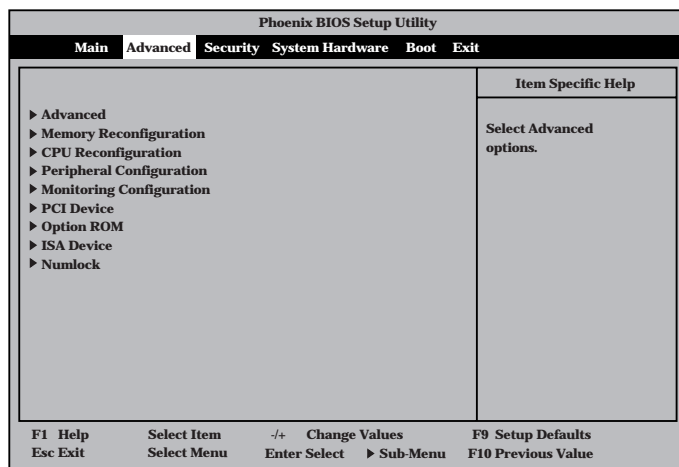 Phoenix BIOS Setup Utility
Main Advanced Security System Hardware Boot Exit
Item Specific Help
Select Advanced
options.
Advanced
Memory Reconfiguration
CPU Reconfiguration
Peripheral Configuration
Monitoring Configuration
PCI Device
Option ROM
ISA Device
Numlock
F1 Help Select Item -/+ Change Values F9 Setup Defaults
Esc Exit Select Menu Enter Select Sub-Menu F10 Previous Value